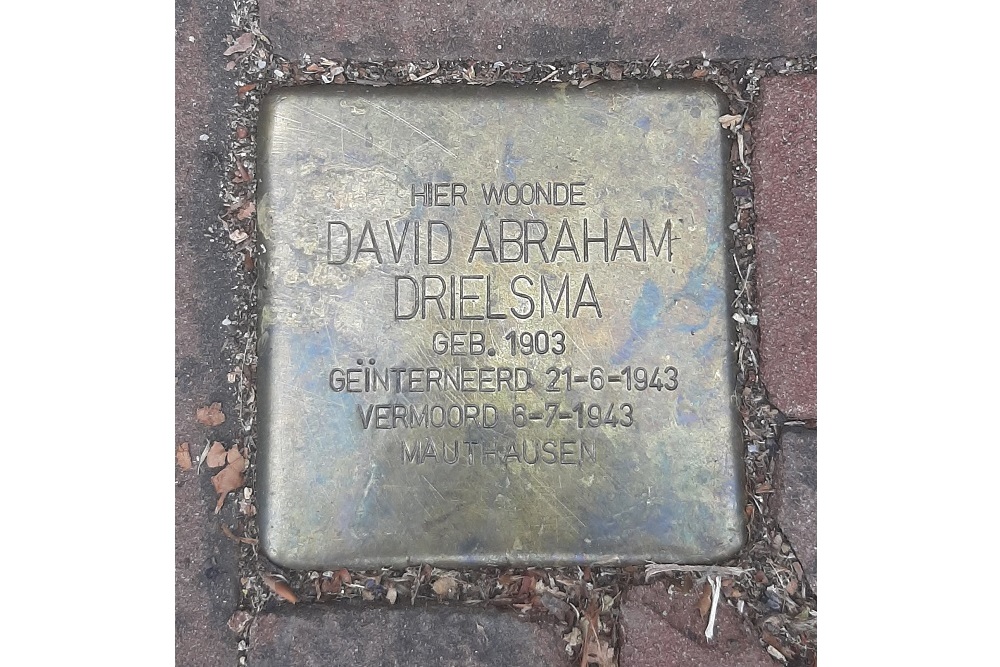 HIER WOONDE
DAVID ABRAHAM
DRIELSMA
GEB. 1903
GEÏNTERNEERD 21-6-1943
VERMOORD 6-7-1943
MAUTHAUSEN